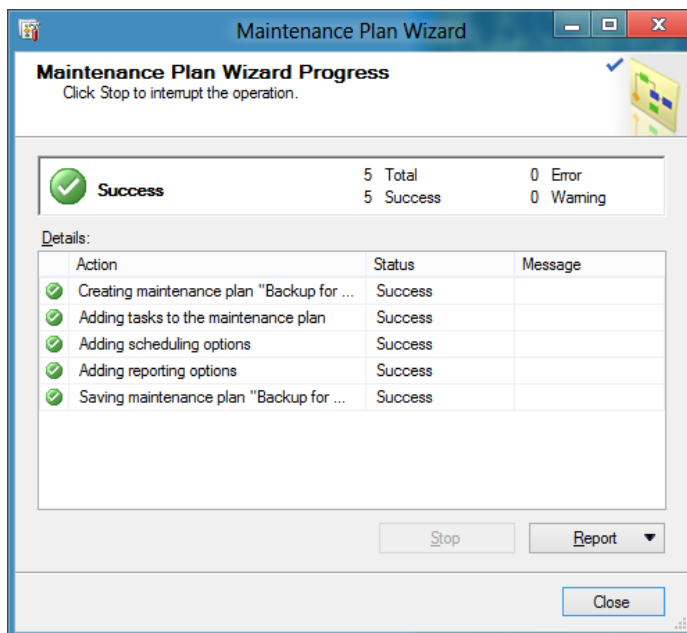 Maintenance Plan Wizard
Maintenance Plan Wizard Progress
Click Stop to interrupt the operation.
Success 5 Total 0 Error
5 Success 0 Warning
Details:
Action Status Message
Creating maintenance plan "Backup for ... Success
Adding tasks to the maintenance plan Success
Adding scheduling options Success
Adding reporting options Success
Saving maintenance plan "Backup for ... Success
Stop Report
Close